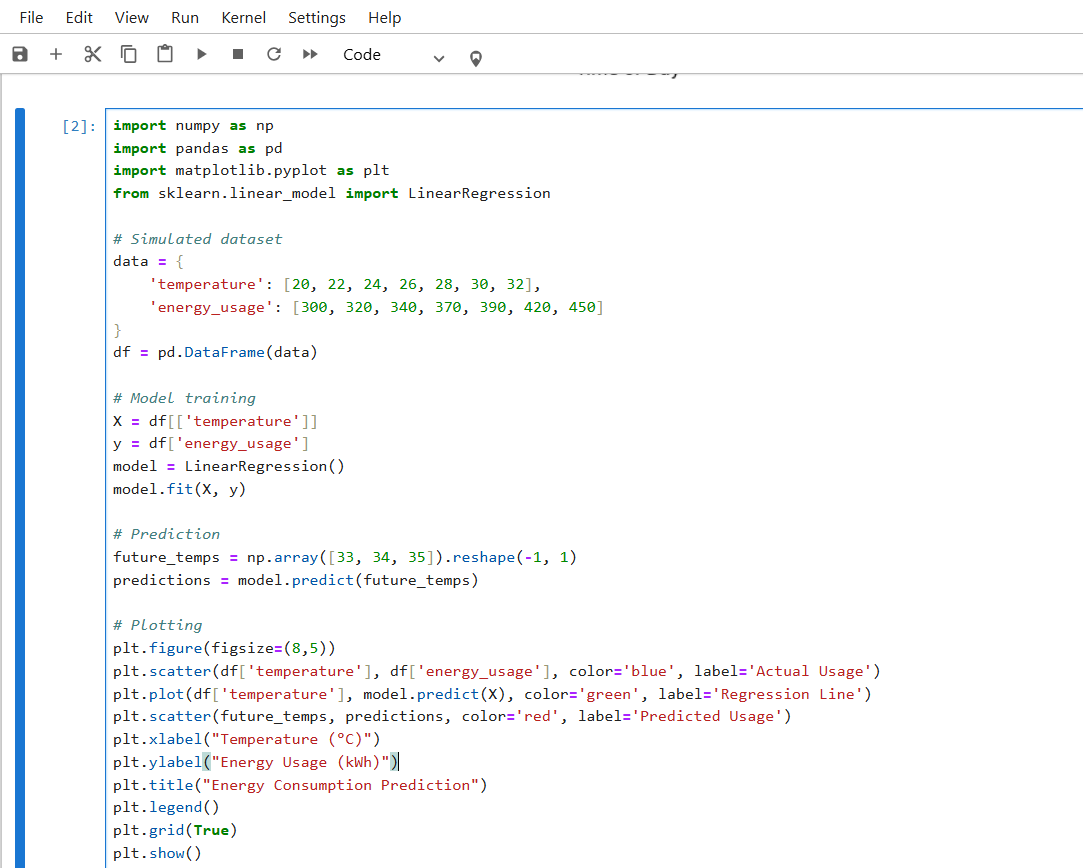 File Edit View Run Kernel Settings Help
Code
[2]:
import numpy as np
import pandas as pd
import matplotlib.pyplot as plt
from sklearn.linear_model import LinearRegression

# Simulated dataset
data = {
    'temperature': [20, 22, 24, 26, 28, 30, 32],
    'energy_usage': [300, 320, 340, 370, 390, 420, 450]
}
df = pd.DataFrame(data)

# Model training
X = df[['temperature']]
y = df['energy_usage']
model = LinearRegression()
model.fit(X, y)

# Prediction
future_temps = np.array([33, 34, 35]).reshape(-1, 1)
predictions = model.predict(future_temps)

# Plotting
plt.figure(figsize=(8,5))
plt.scatter(df['temperature'], df['energy_usage'], color='blue', label='Actual Usage')
plt.plot(df['temperature'], model.predict(X), color='green', label='Regression Line')
plt.scatter(future_temps, predictions, color='red', label='Predicted Usage')
plt.xlabel("Temperature (°C)")
plt.ylabel("Energy Usage (kWh)")
plt.title("Energy Consumption Prediction")
plt.legend()
plt.grid(True)
plt.show()